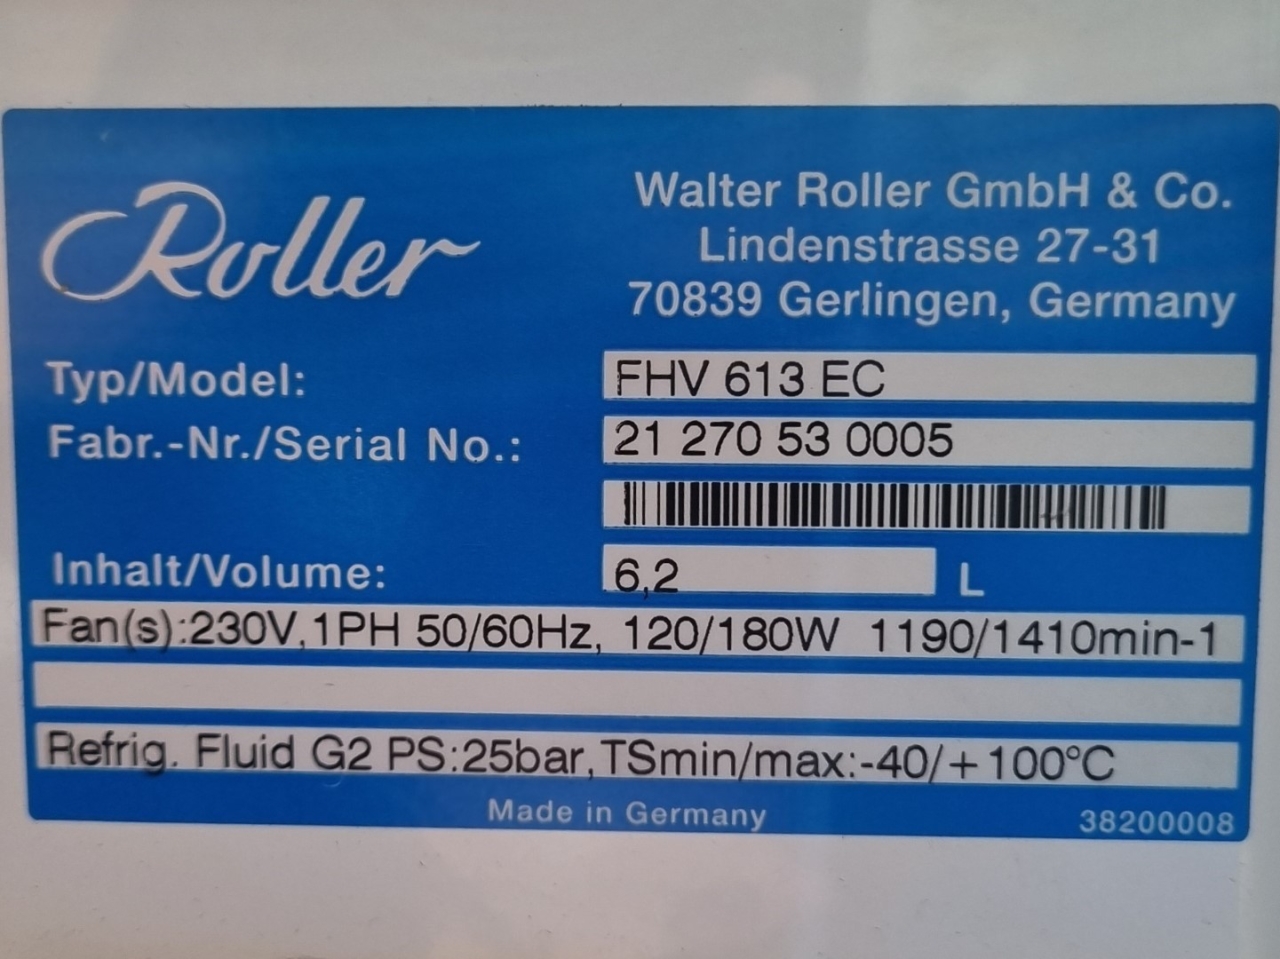 Roller
Walter Roller GmbH & Co.
Lindenstrasse 27-31
70839 Gerlingen, Germany
Typ/Model: FHV 613 EC
Fabr.-Nr./Serial No.: 21 270 53 0005
Inhalt/Volume: 6,2 L
Fan(s):230V,1PH 50/60Hz, 120/180W 1190/1410min-1
Refrig. Fluid G2 PS:25bar,TSmin/max:-40/+100°C
Made in Germany
38200008